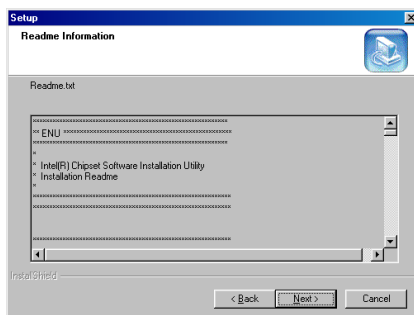 Setup
Readme Information
Readme.txt
** ENU **
*
* Intel(R) Chipset Software Installation Utility
* Installation Readme
*
InstallShield
< Back
Next >
Cancel